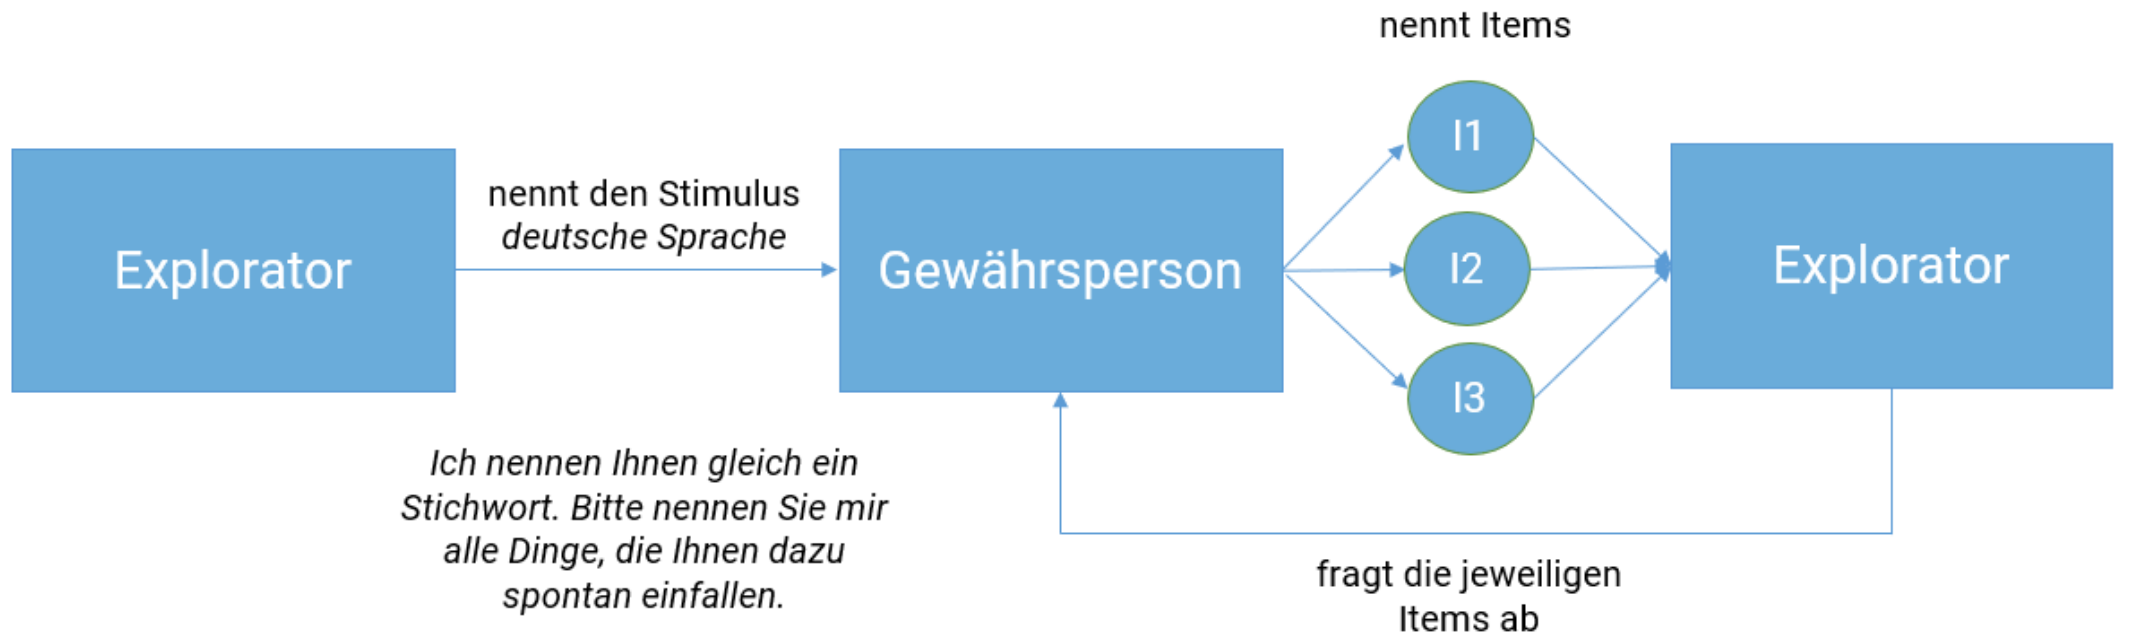 Explorator
nennt den Stimulus
deutsche Sprache
Ich nennen Ihnen gleich ein
Stichwort. Bitte nennen Sie mir
alle Dinge, die Ihnen dazu
spontan einfallen.
Gewährsperson
nennt Items
I1
I2
I3
Explorator
fragt die jeweiligen
Items ab